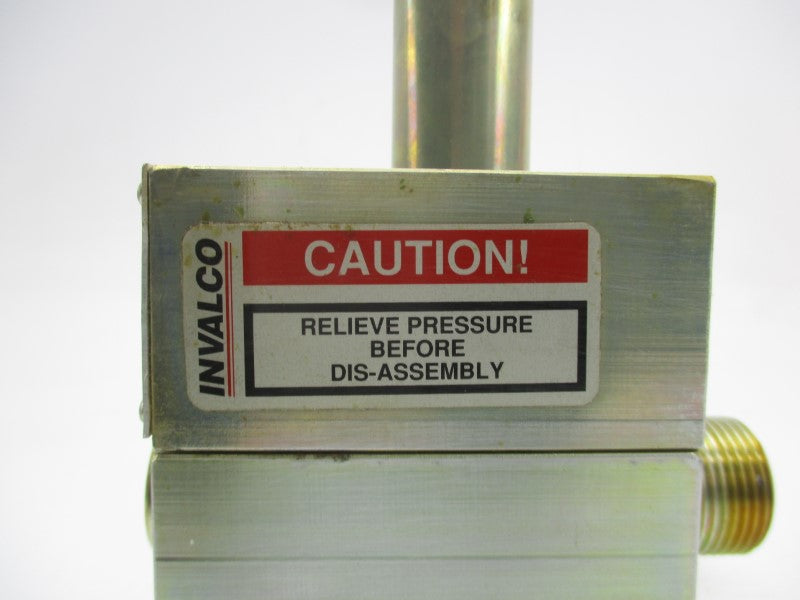 INVALCO
CAUTION!
RELIEVE PRESSURE
BEFORE
DIS-ASSEMBLY